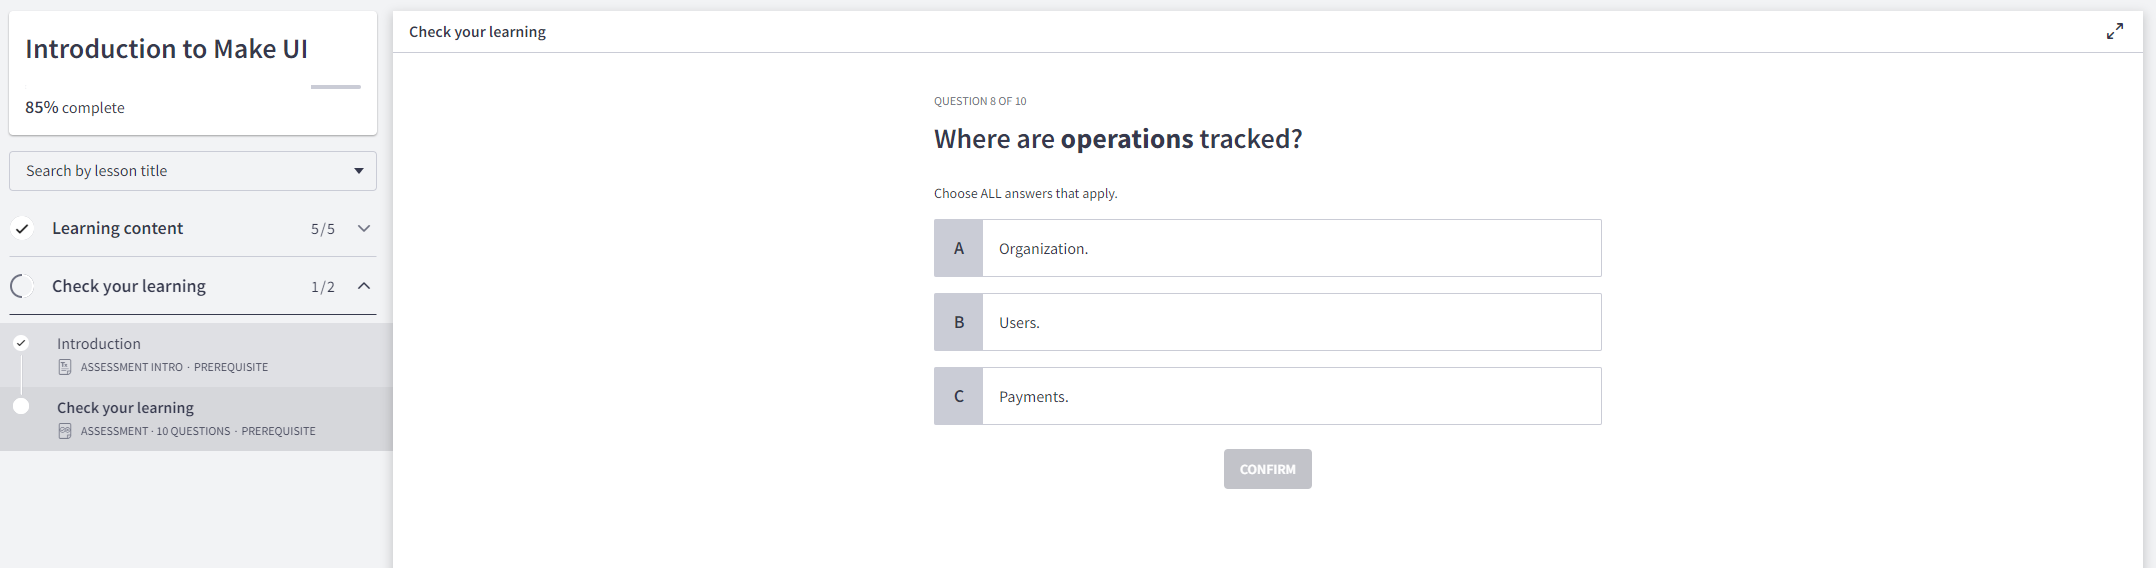 Introduction to Make UI
85% complete
Search by lesson title
Learning content 5/5
Check your learning 1/2
Introduction
ASSESSMENT INTRO · PREREQUISITE
Check your learning
ASSESSMENT · 10 QUESTIONS · PREREQUISITE
Check your learning
QUESTION 8 OF 10
Where are operations tracked?
Choose ALL answers that apply.
A Organization.
B Users.
C Payments.
CONFIRM